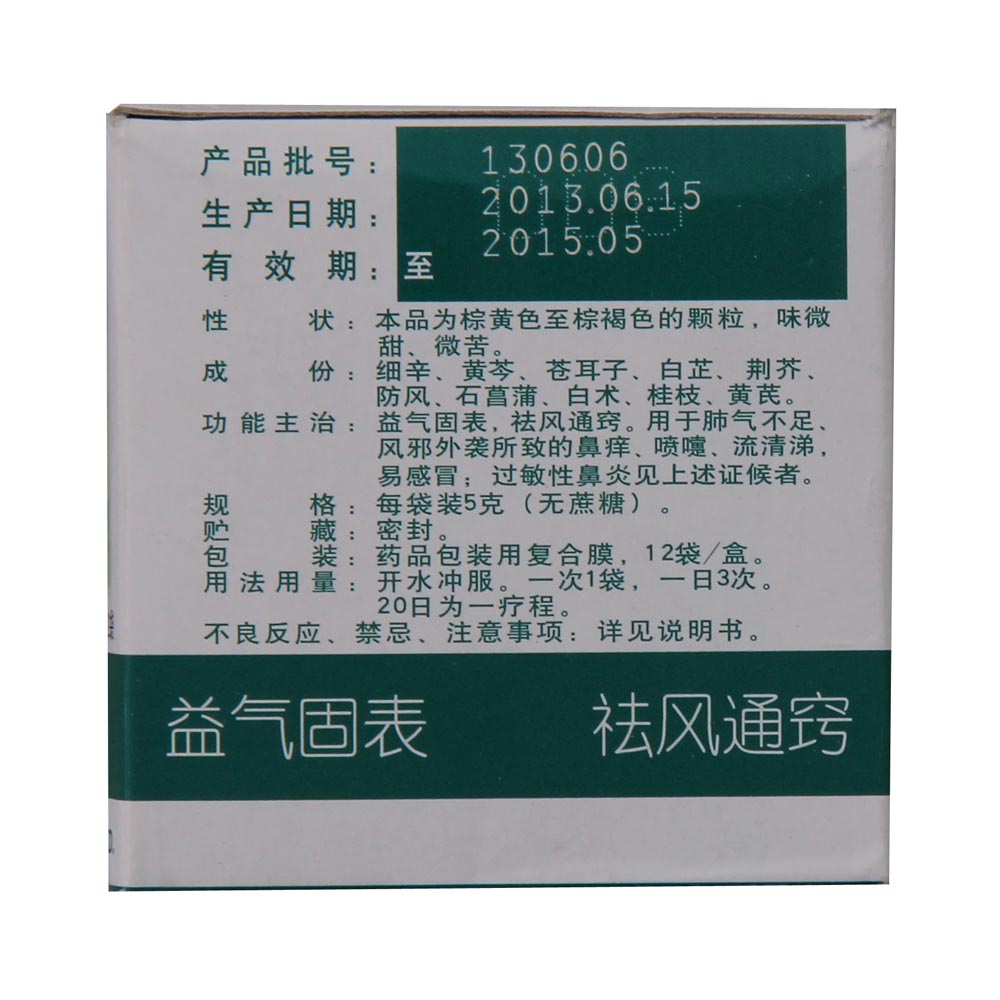 产品批号：130606
生产日期：2013.06.15
有效期：至 2015.05
性状：本品为棕黄色至棕褐色的颗粒，味微
甜、微苦。
成份：细辛、黄芩、苍耳子、白芷、荆芥、
防风、石菖蒲、白术、桂枝、黄芪。
功能主治：益气固表，祛风通窍。用于肺气不足、
风邪外袭所致的鼻痒、喷嚏、流清涕，
易感冒；过敏性鼻炎见上述证候者。
规格：每袋装5克（无蔗糖）。
贮藏：密封。
包装：药品包装用复合膜，12袋/盒。
用法用量：开水冲服。一次1袋，一日3次。
20日为一疗程。
不良反应、禁忌、注意事项：详见说明书。
益气固表 祛风通窍